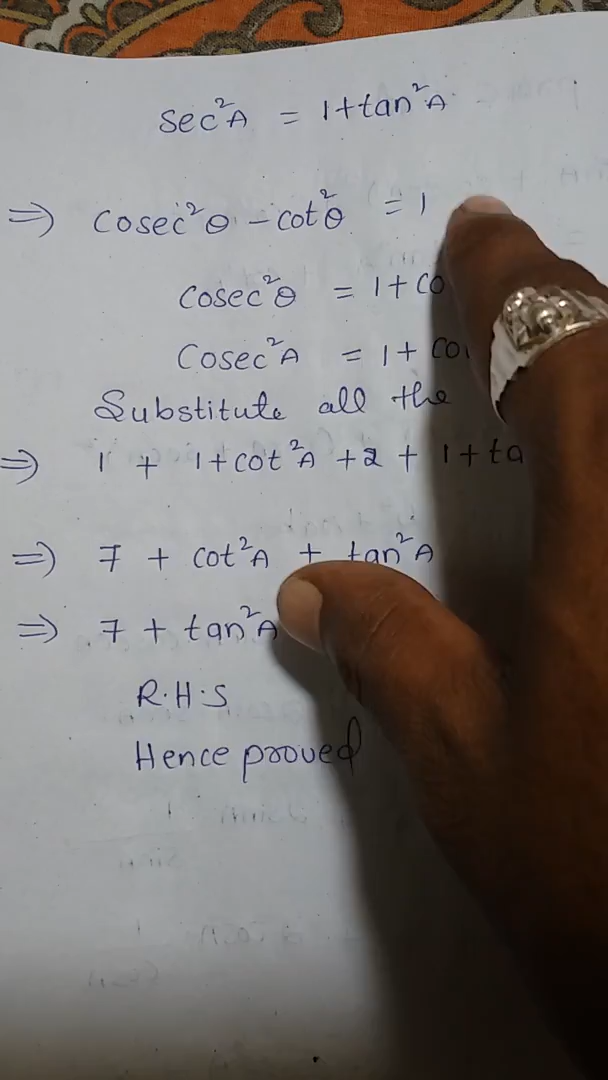 sec²A = 1+tan²A
⇒ cosec²θ - cot²θ = 1
cosec²θ = 1+
cosec²A = 1+
Substitute all the
⇒ 1 + 1+cot²A +2 + 1+ta
⇒ 7 + cot²A + tan²A
⇒ 7 + tan²A
R.H.S
Hence proved